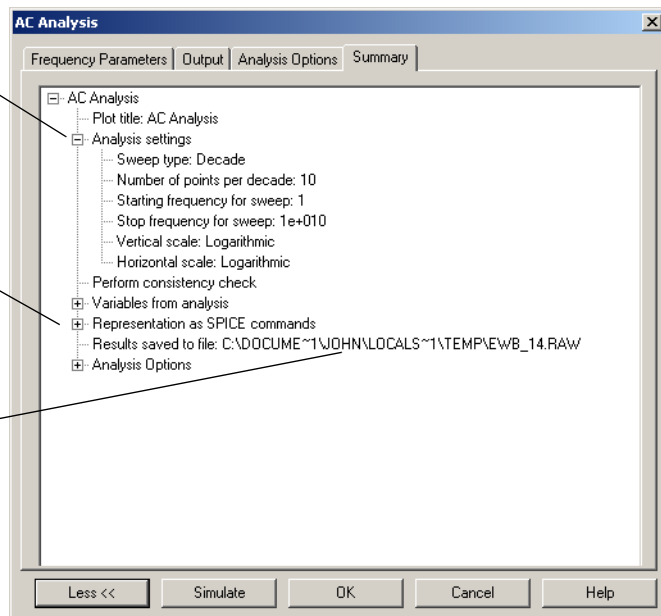 AC Analysis
Frequency Parameters Output Analysis Options Summary
AC Analysis
Plot title: AC Analysis
Analysis settings
Sweep type: Decade
Number of points per decade: 10
Starting frequency for sweep: 1
Stop frequency for sweep: 1e+010
Vertical scale: Logarithmic
Horizontal scale: Logarithmic
Perform consistency check
Variables from analysis
Representation as SPICE commands
Results saved to file: C:\DOCUME~1\JOHN\LOCALS~1\TEMP\EWB_14.RAW
Analysis Options
Less << Simulate OK Cancel Help